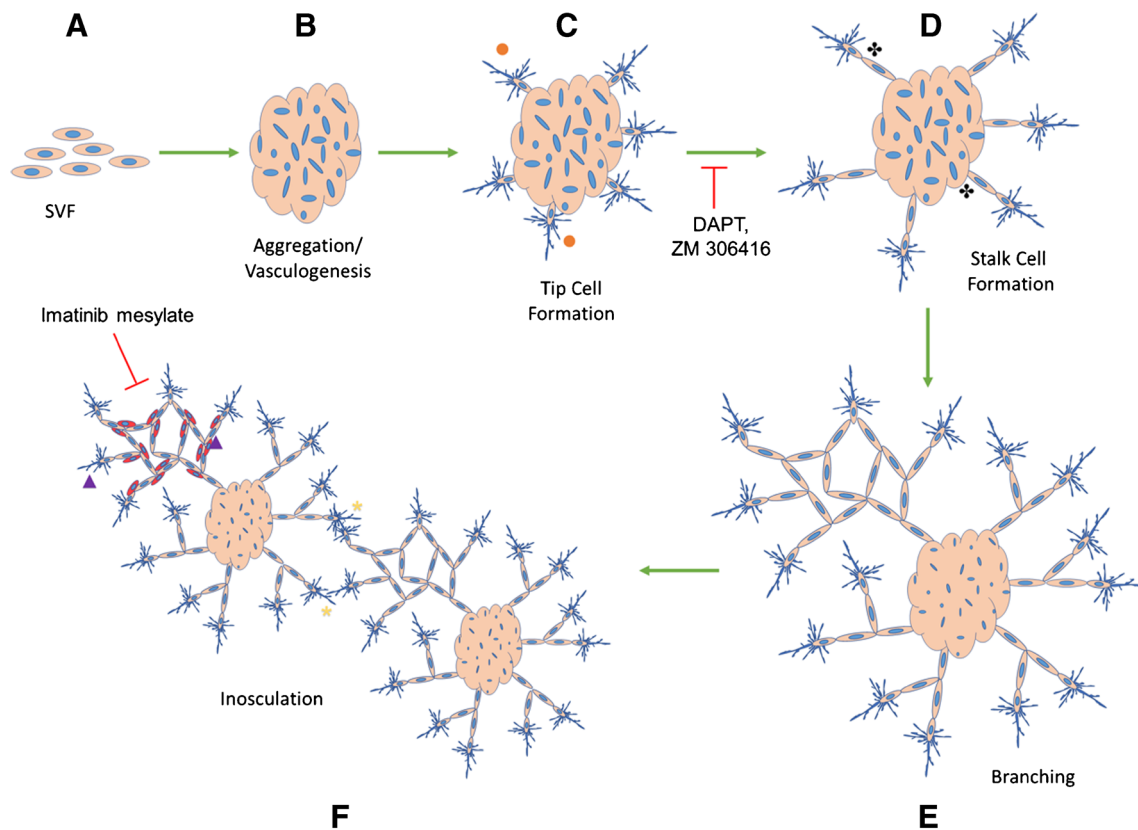 A
B
C
D
SVF
Aggregation/
Vasculogenesis
Tip Cell
Formation
DAPT,
ZM 306416
Stalk Cell
Formation
Imatinib mesylate
Inosculation
Branching
F
E